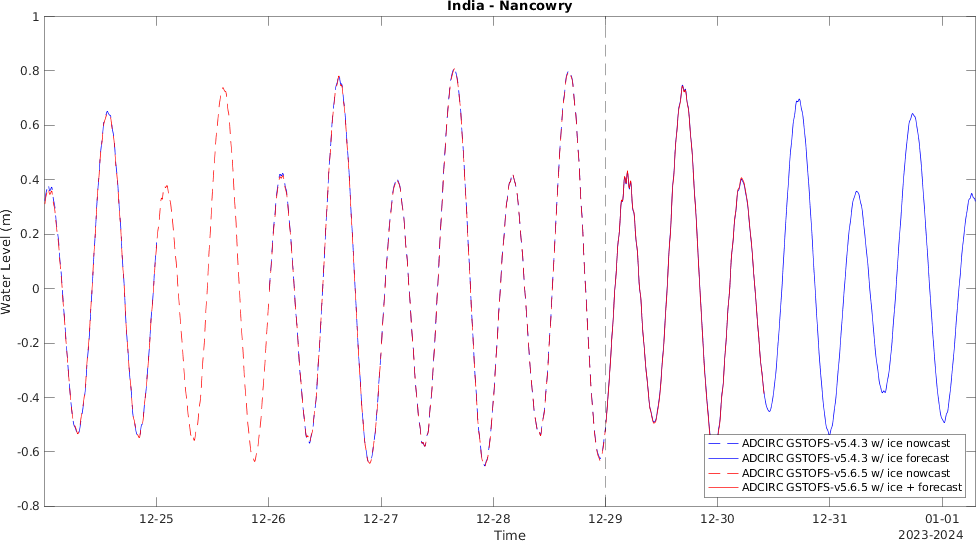 India - Nancowry
Water Level (m)
1
0.8
0.6
0.4
0.2
0
-0.2
-0.4
-0.6
-0.8
ADCIRC GSTOFS-v5.4.3 w/ ice nowcast
ADCIRC GSTOFS-v5.4.3 w/ ice forecast
ADCIRC GSTOFS-v5.6.5 w/ ice nowcast
ADCIRC GSTOFS-v5.6.5 w/ ice + forecast
12-25 12-26 12-27 12-28 12-29 12-30 12-31 01-01
Time
2023-2024